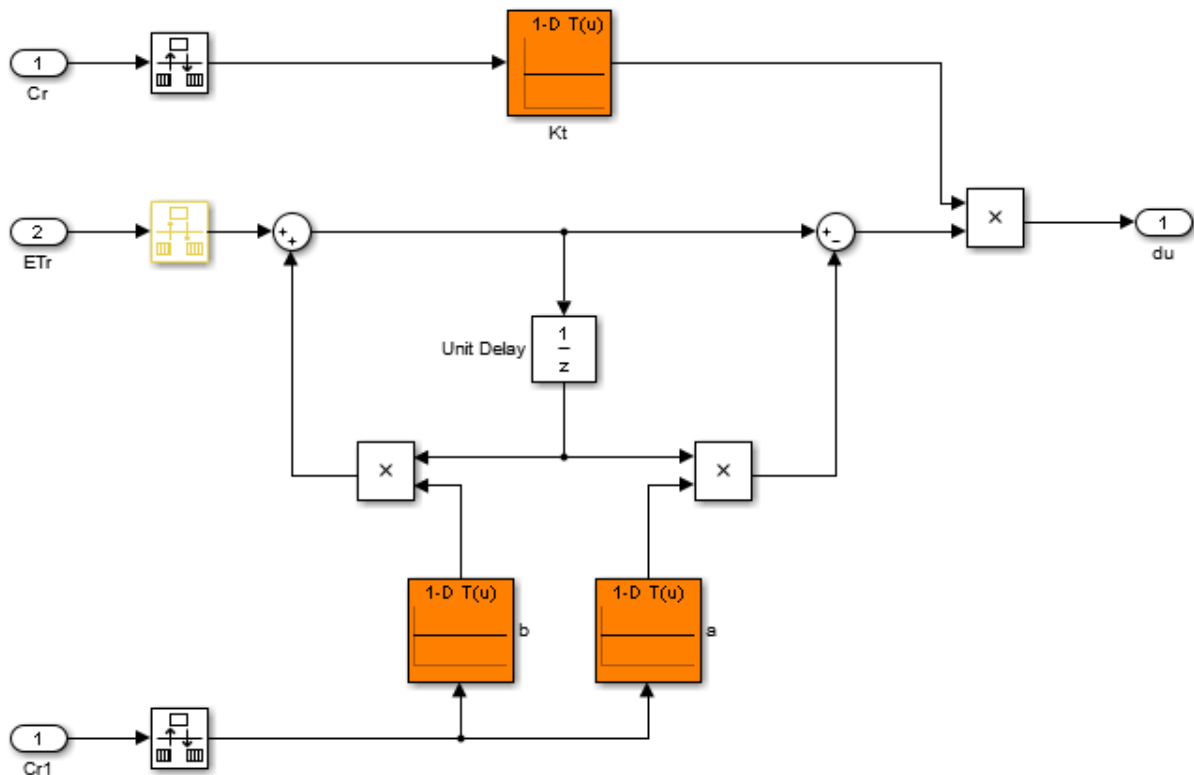 1-D T(u)
1
Cr
Kt
2
+
+
+
−
×
1
ETr
du
Unit Delay
1
z
×
×
1-D T(u)
1-D T(u)
b
a
1
Cr1